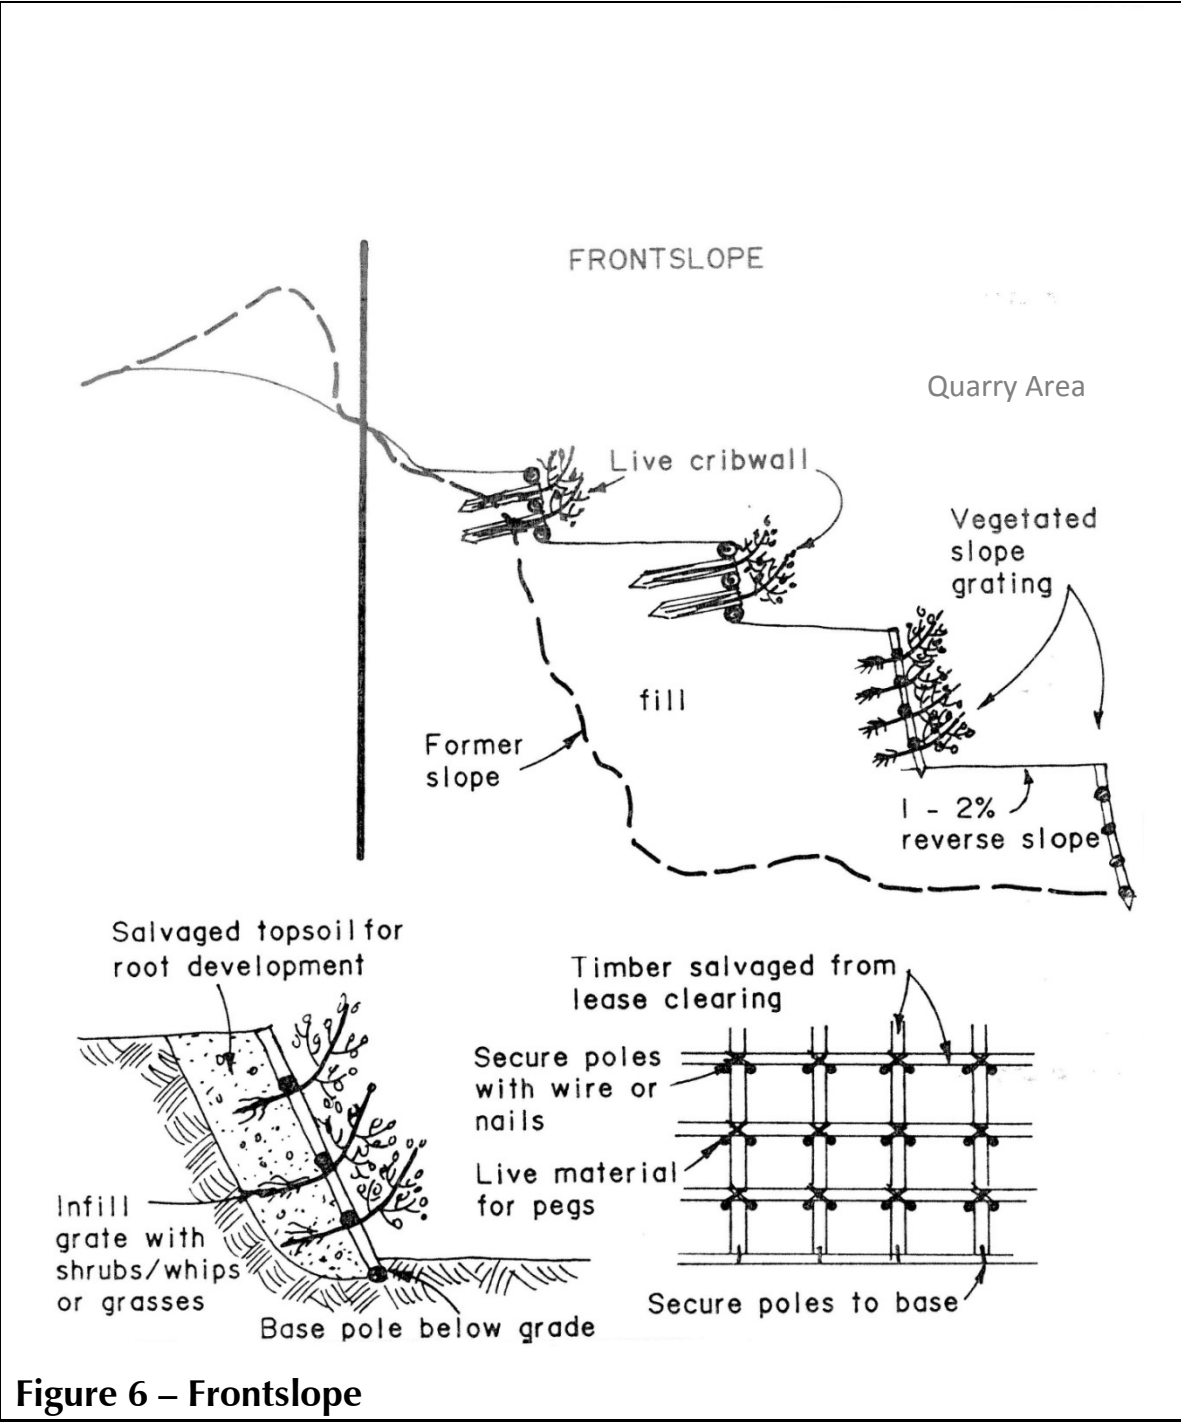 FRONTSLOPE
Quarry Area
Live cribwall
Vegetated
slope
grating
fill
Former
slope
1 - 2%
reverse slope
Salvaged topsoil for
root development
Timber salvaged from
lease clearing
Secure poles
with wire or
nails
Live material
for pegs
Infill
grate with
shrubs/whips
or grasses
Secure poles to base
Base pole below grade
Figure 6 – Frontslope